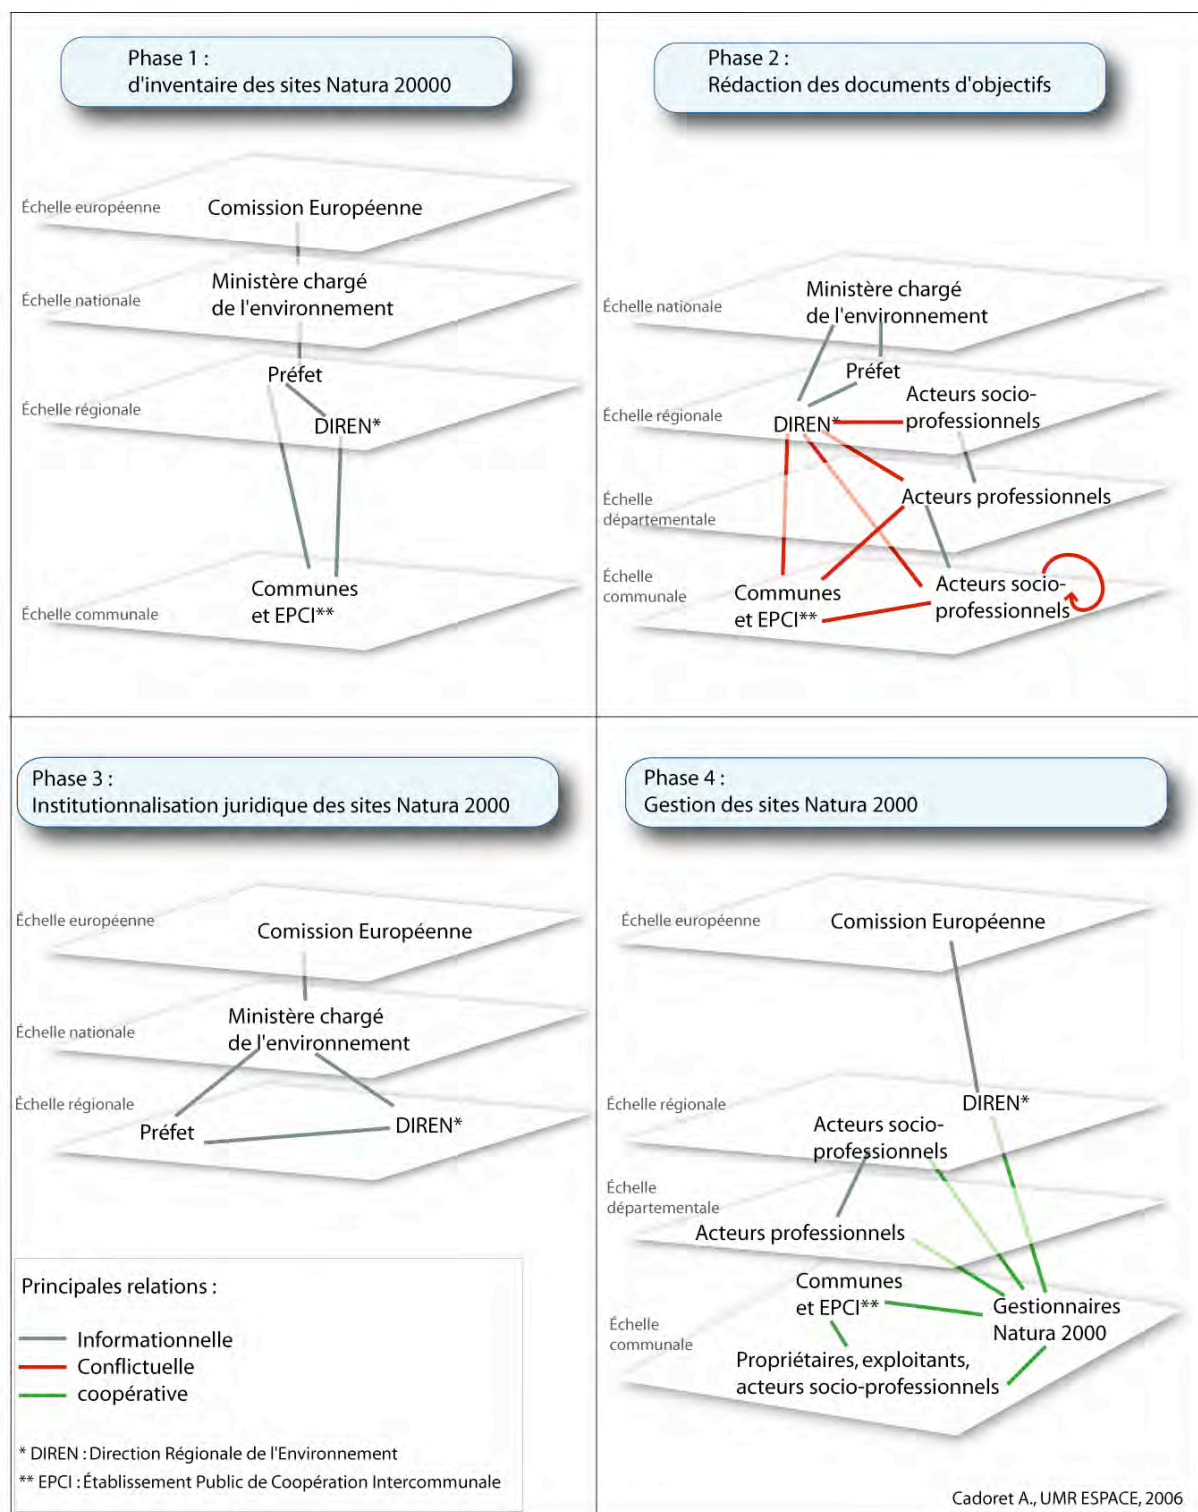 Phase 1 :
d'inventaire des sites Natura 20000
Échelle européenne
Comission Européenne
Échelle nationale
Ministère chargé
de l'environnement
Échelle régionale
Préfet
DIREN*
Échelle communale
Communes
et EPCI**
Phase 2 :
Rédaction des documents d'objectifs
Échelle nationale
Ministère chargé
de l'environnement
Échelle régionale
Préfet
DIREN*
Acteurs socio-
professionnels
Échelle
départementale
Acteurs professionnels
Échelle
communale
Communes
et EPCI**
Acteurs socio-
professionnels
Phase 3 :
Institutionnalisation juridique des sites Natura 2000
Échelle européenne
Comission Européenne
Échelle nationale
Ministère chargé
de l'environnement
Échelle régionale
Préfet
DIREN*
Principales relations :
Informationnelle
Conflictuelle
coopérative
* DIREN : Direction Régionale de l'Environnement
** EPCI : Établissement Public de Coopération Intercommunale
Phase 4 :
Gestion des sites Natura 2000
Échelle européenne
Comission Européenne
Échelle régionale
DIREN*
Acteurs socio-
professionnels
Échelle
départementale
Acteurs professionnels
Échelle
communale
Communes
et EPCI**
Gestionnaires
Natura 2000
Propriétaires, exploitants,
acteurs socio-professionnels
Cadoret A., UMR ESPACE, 2006